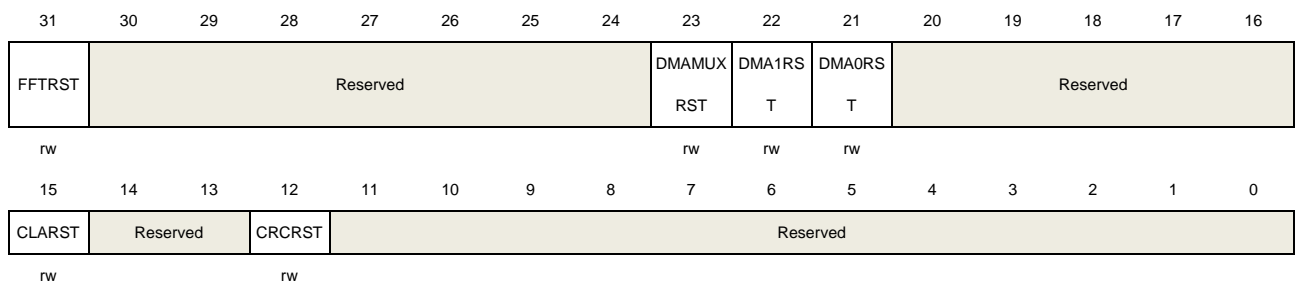 31 30 29 28 27 26 25 24 23 22 21 20 19 18 17 16
FFTRST Reserved DMAMUX DMA1RS DMA0RS Reserved
RST T T
rw rw rw rw
15 14 13 12 11 10 9 8 7 6 5 4 3 2 1 0
CLARST Reserved CRCRST Reserved
rw rw